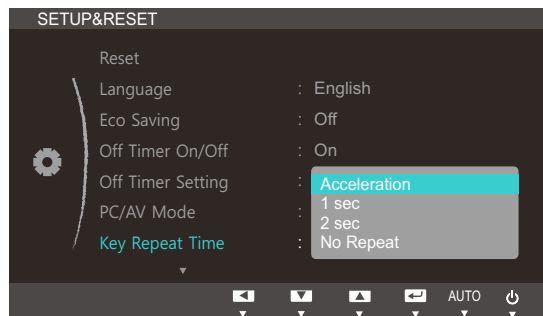 SETUP&RESET
Reset
Language : English
Eco Saving : Off
Off Timer On/Off : On
Off Timer Setting :
PC/AV Mode :
Key Repeat Time :
Acceleration
1 sec
2 sec
No Repeat
AUTO